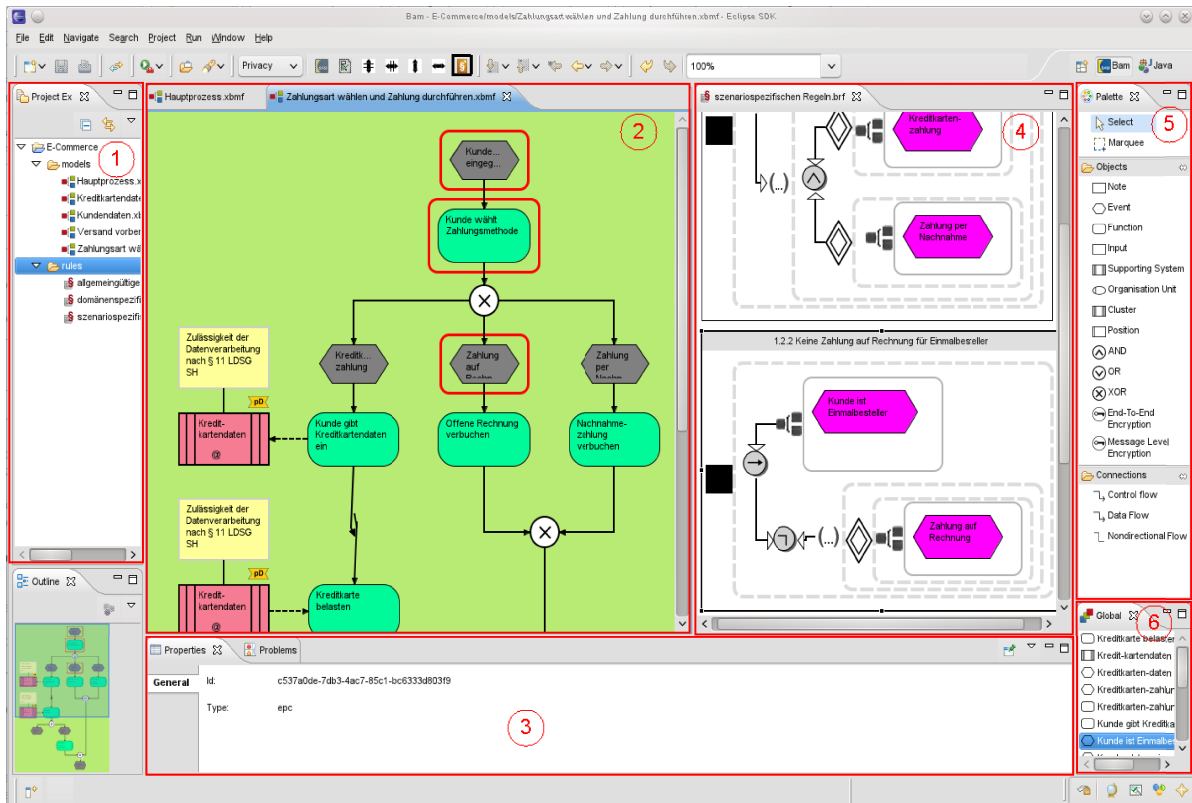 Bam - E-Commerce/models/Zahlungsart wählen und Zahlung durchführen.xbmf - Eclipse SDK
File Edit Navigate Search Project Run Window Help
Privacy
100%
Bam
Java
Project Ex
E-Commerce
models
Hauptprozess.x
Kreditkartendate
Kundendaten.xb
Versand vorber
Zahlungsart wä
rules
allgemeingültige
domänenspezifi
szenariospezifis
1
Outline
Hauptprozess.xbmf
Zahlungsart wählen und Zahlung durchführen.xbmf
2
Kunde...
eingeg...
Kunde wählt
Zahlungsmethode
Zulässigkeit der
Datenverarbeitung
nach § 11 LDSG
SH
Kreditk...
zahlung
Zahlung
auf
Zahlung
per
pD
Kredit-
kartendaten
@
Kunde gibt
Kreditkartendaten
ein
Offene Rechnung
verbuchen
Nachnahme-
zahlung
verbuchen
Zulässigkeit der
Datenverarbeitung
nach § 11 LDSG
SH
pD
Kredit-
kartendaten
@
Kreditkarte
belasten
szenariospezifischen Regeln.brf
4
Kreditkarten-
zahlung
(...)
Zahlung per
Nachnahme
1.2.2 Keine Zahlung auf Rechnung für Einmalbesreller
Kunde ist
Einmalbesteller
(...)
Zahlung auf
Rechnung
Palette
5
Select
Marquee
Objects
Note
Event
Function
Input
Supporting System
Organisation Unit
Cluster
Position
AND
OR
XOR
End-To-End
Encryption
Message Level
Encryption
Connections
Control flow
Data Flow
Nondirectional Flow
Properties
Problems
General
Id:
c537a0de-7db3-4ac7-85c1-bc6333d803f9
Type:
epc
3
Global
6
Kreditkarte belasten
Kredit-kartendaten
Kreditkarten-daten
Kreditkarten-zahlur
Kreditkarten-zahlur
Kunde gibt Kreditka
Kunde ist Einmalbes